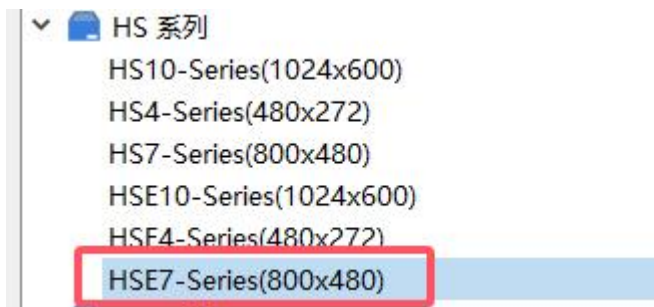 HS 系列
HS10-Series(1024x600)
HS4-Series(480x272)
HS7-Series(800x480)
HSE10-Series(1024x600)
HSE4-Series(480x272)
HSE7-Series(800x480)